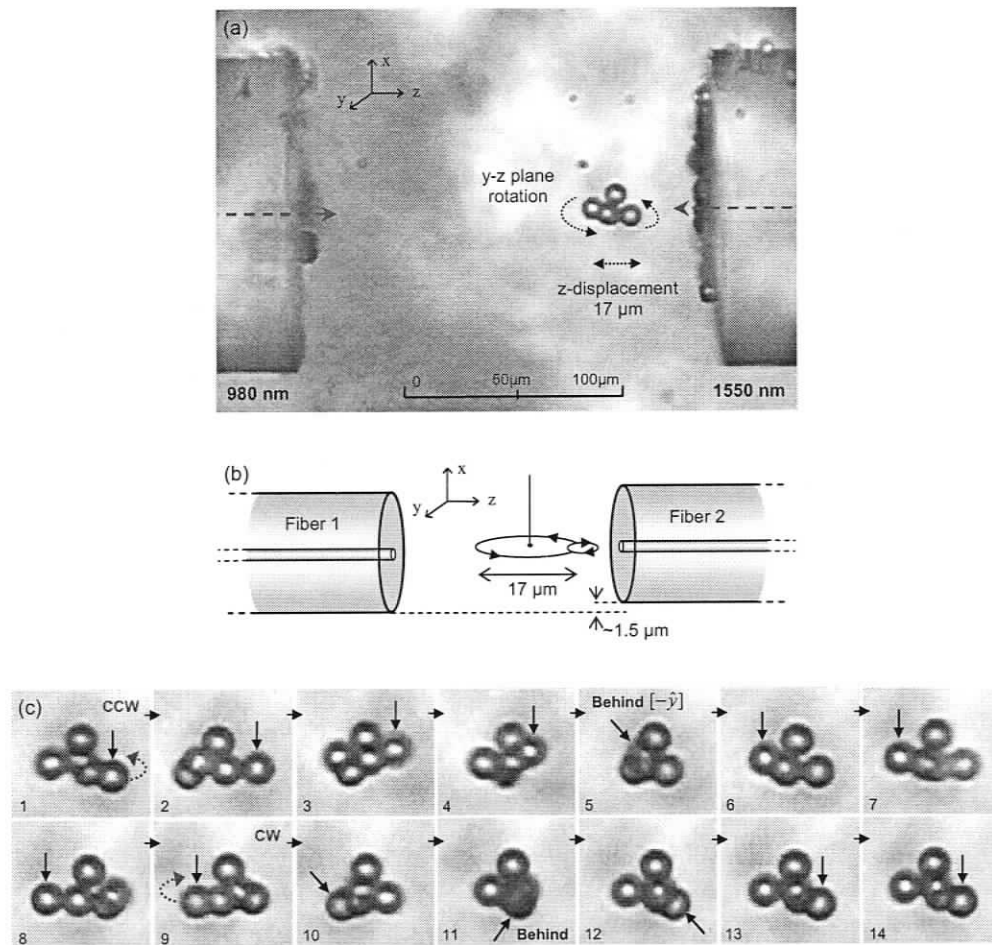 (a)
x
y
z
y-z plane
rotation
z-displacement
17 µm
0
50µm
100µm
980 nm
1550 nm
(b)
x
y
z
Fiber 1
Fiber 2
17 µm
~1.5 µm
(c)
CCW
Behind [-ŷ]
1
2
3
4
5
6
7
CW
Behind
8
9
10
11
12
13
14